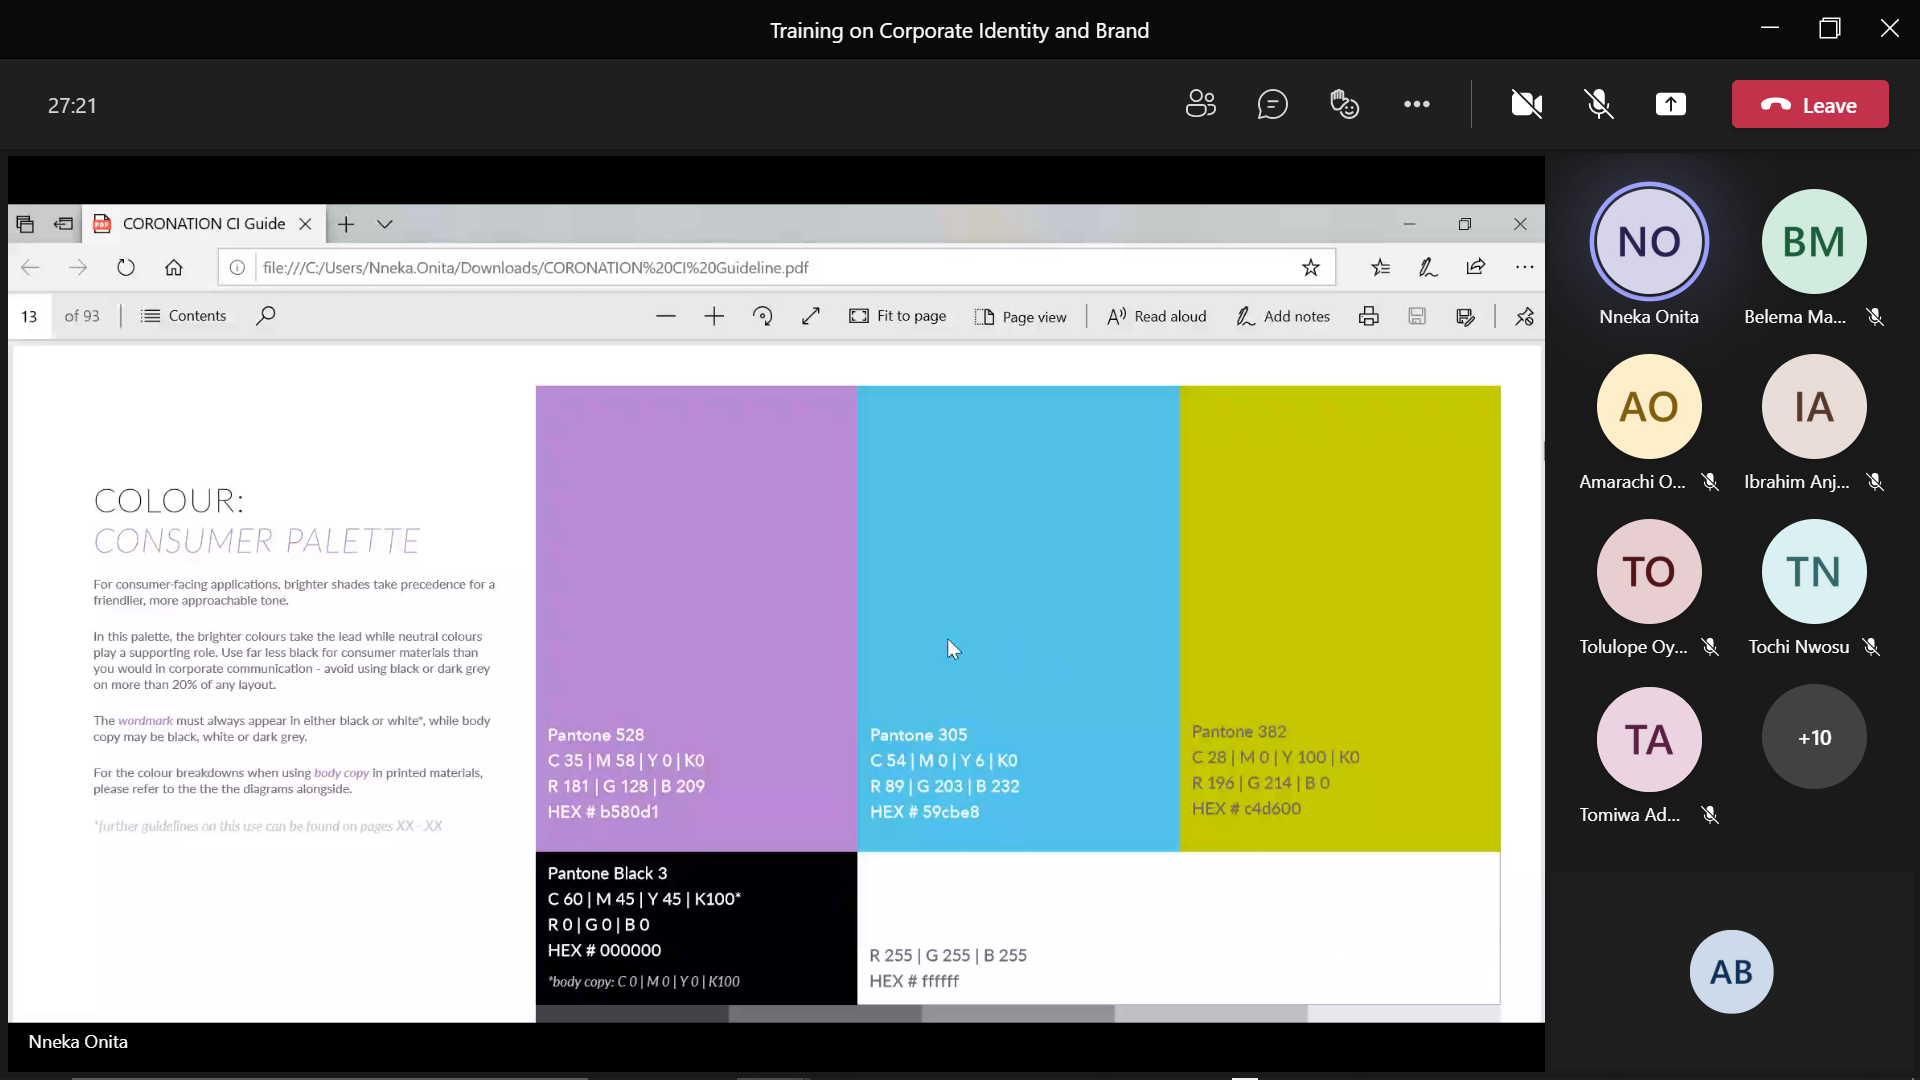 Training on Corporate Identity and Brand
27:21
Leave
CORONATION CI Guide
file:///C:/Users/Nneka.Onita/Downloads/CORONATION%20CI%20Guideline.pdf
13 of 93
Contents
Fit to page
Page view
Read aloud
Add notes
COLOUR:
CONSUMER PALETTE
For consumer-facing applications, brighter shades take precedence for a
friendlier, more approachable tone.
In this palette, the brighter colours take the lead while neutral colours
play a supporting role. Use far less black for consumer materials than
you would in corporate communication - avoid using black or dark grey
on more than 20% of any layout.
The wordmark must always appear in either black or white*, while body
copy may be black, white or dark grey.
For the colour breakdowns when using body copy in printed materials,
please refer to the the the diagrams alongside.
*further guidelines on this use can be found on pages XX - XX
Pantone 528
C 35 | M 58 | Y 0 | K0
R 181 | G 128 | B 209
HEX # b580d1
Pantone 305
C 54 | M 0 | Y 6 | K0
R 89 | G 203 | B 232
HEX # 59cbe8
Pantone 382
C 28 | M 0 | Y 100 | K0
R 196 | G 214 | B 0
HEX # c4d600
Pantone Black 3
C 60 | M 45 | Y 45 | K100*
R 0 | G 0 | B 0
HEX # 000000
*body copy: C 0 | M 0 | Y 0 | K100
R 255 | G 255 | B 255
HEX # ffffff
Nneka Onita
NO
Nneka Onita
BM
Belema Ma...
AO
Amarachi O...
IA
Ibrahim Anj...
TO
Tolulope Oy...
TN
Tochi Nwosu
TA
Tomiwa Ad...
+10
AB